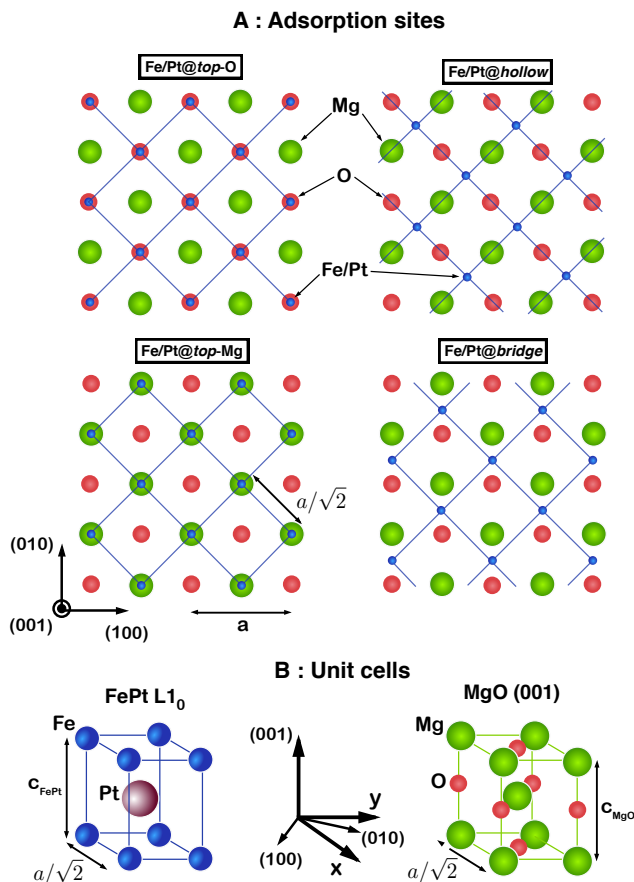 A : Adsorption sites
Fe/Pt@top-O
Fe/Pt@hollow
Mg
O
Fe/Pt
Fe/Pt@top-Mg
Fe/Pt@bridge
a/√2
(010)
(001)
(100)
a
B : Unit cells
FePt L1₀
MgO (001)
Fe
Pt
c_FePt
a/√2
(001)
y
(010)
(100)
x
Mg
O
c_MgO
a/√2